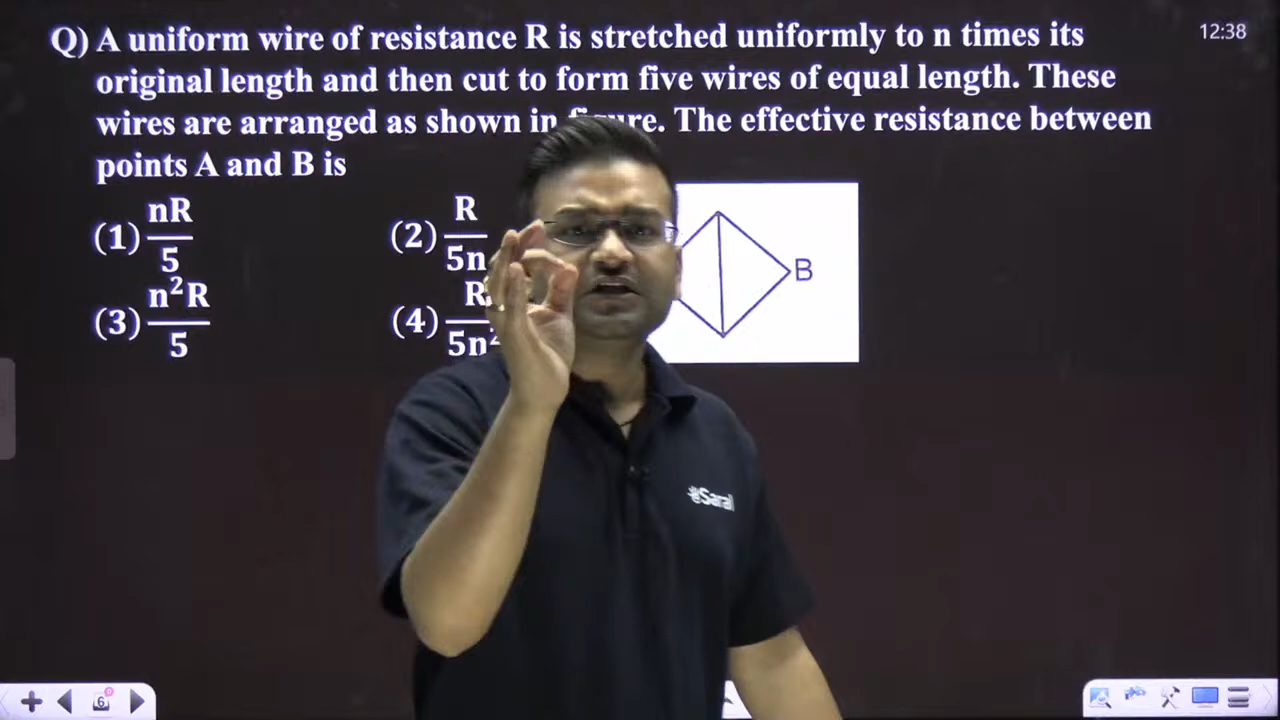 Q) A uniform wire of resistance R is stretched uniformly to n times its
12:38
original length and then cut to form five wires of equal length. These
wires are arranged as shown in figure. The effective resistance between
points A and B is
(1) nR/5
(2) R/5n
(3) n²R/5
(4) R/5n²
B
eSaral
6